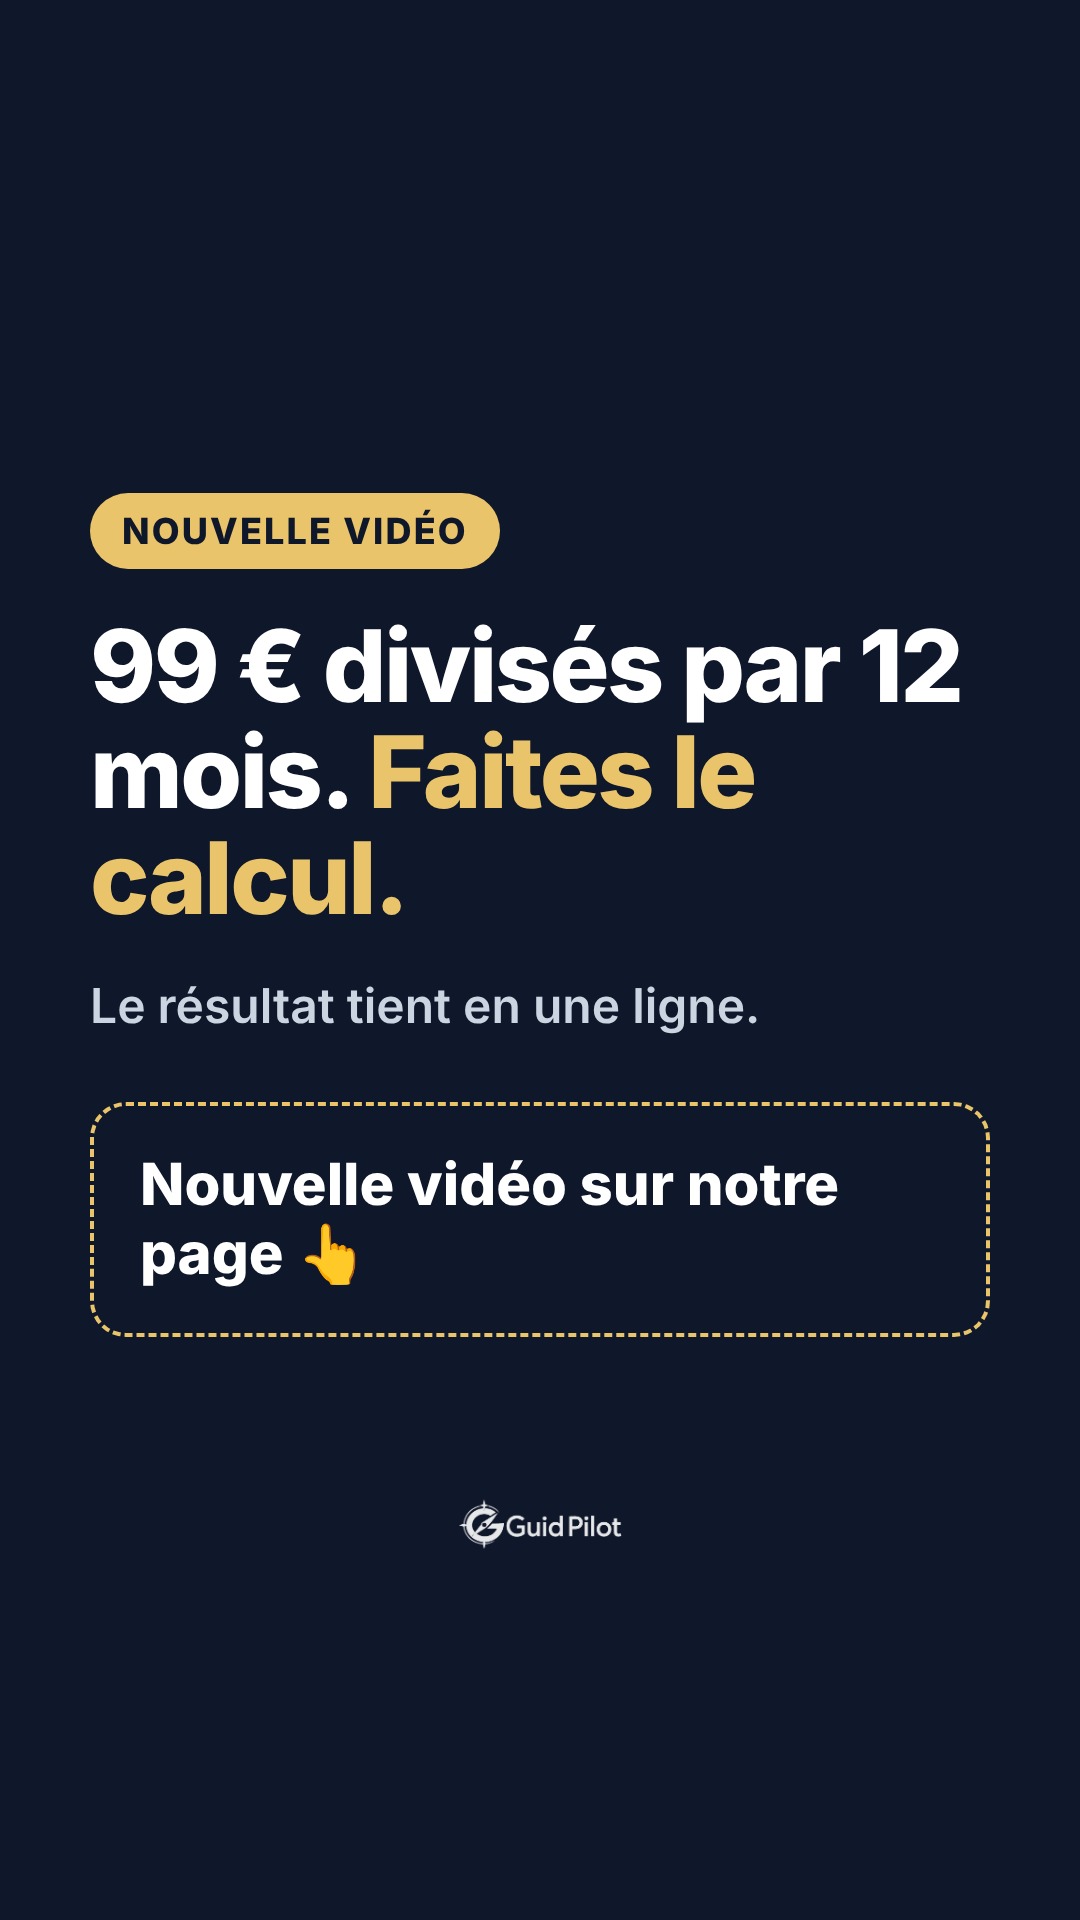 NOUVELLE VIDÉO
99 € divisés par 12
mois. Faites le
calcul.
Le résultat tient en une ligne.
Nouvelle vidéo sur notre
page 👆
GuidPilot